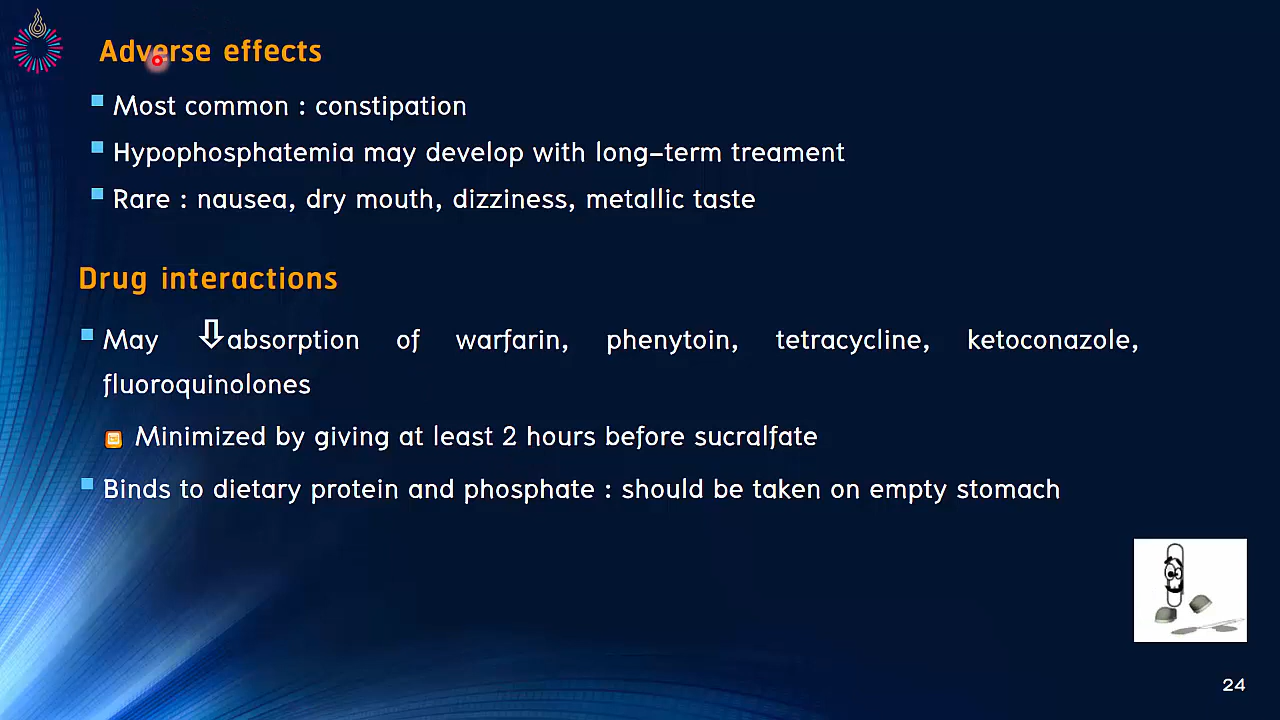 Adverse effects
Most common : constipation
Hypophosphatemia may develop with long-term treament
Rare : nausea, dry mouth, dizziness, metallic taste
Drug interactions
May ⇩absorption of warfarin, phenytoin, tetracycline, ketoconazole,
fluoroquinolones
Minimized by giving at least 2 hours before sucralfate
Binds to dietary protein and phosphate : should be taken on empty stomach
24